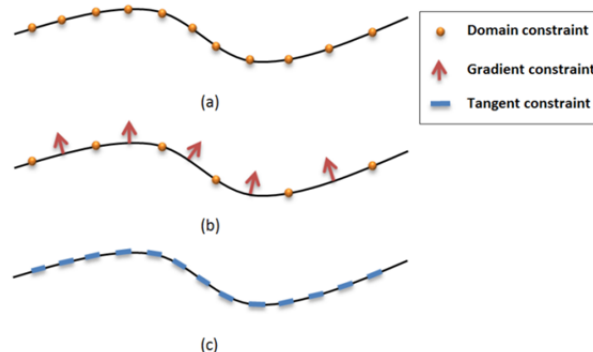 Domain constraint
Gradient constraint
Tangent constraint
(a)
(b)
(c)